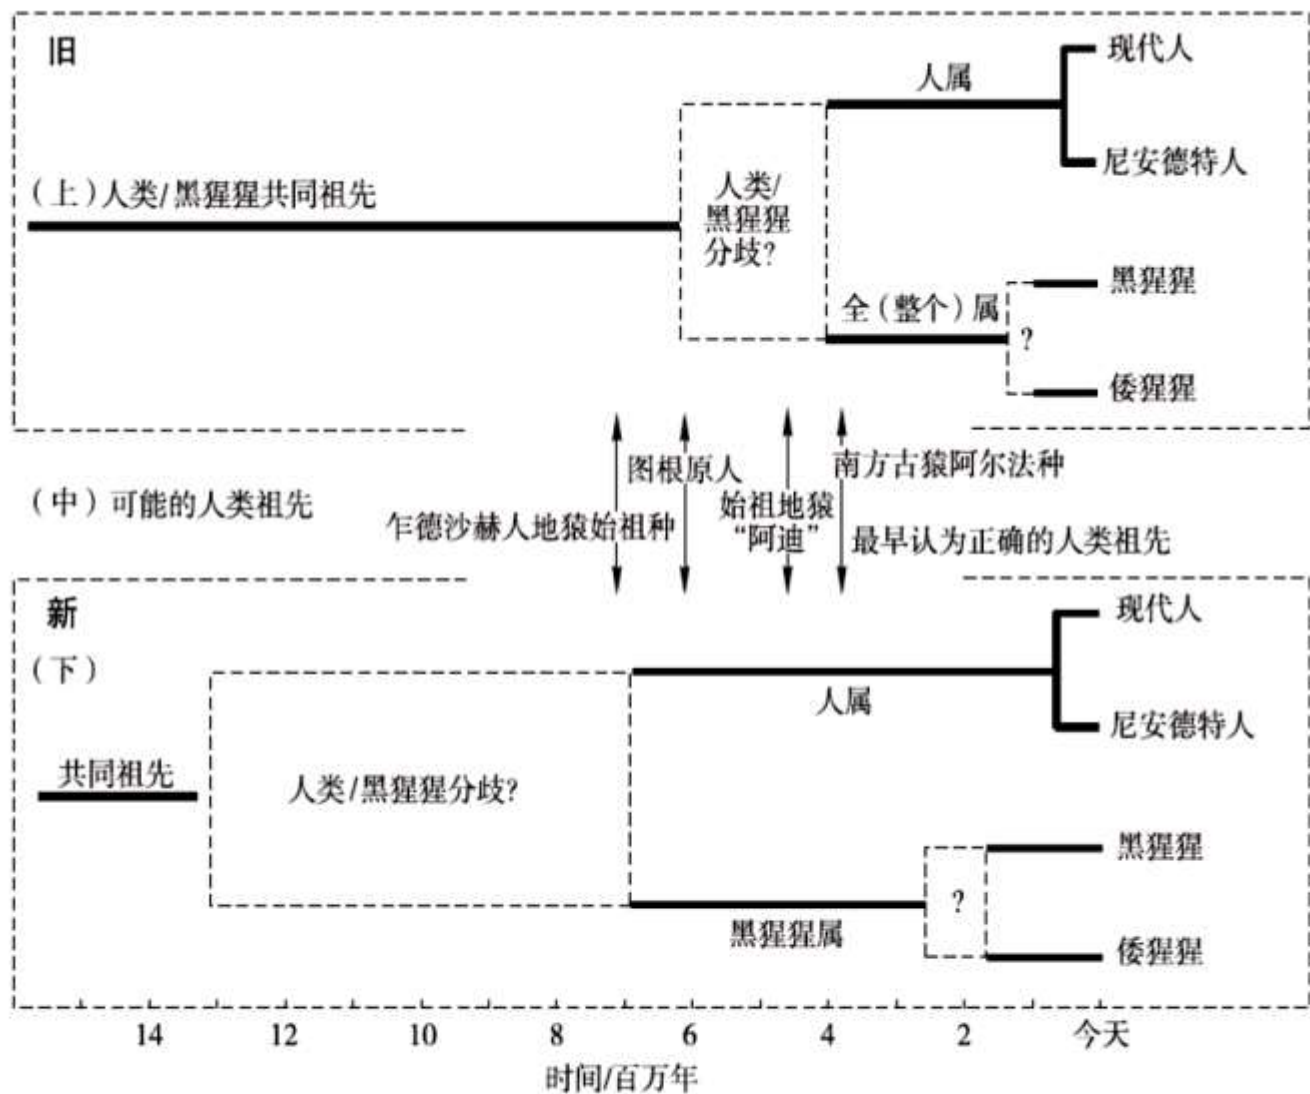 旧
现代人
人属
尼安德特人
(上)人类/黑猩猩共同祖先
人类/
黑猩猩
分歧?
黑猩猩
全(整个)属
?
倭猩猩
图根原人
南方古猿阿尔法种
(中)可能的人类祖先
乍德沙赫人地猿始祖种
始祖地猿
“阿迪”
最早认为正确的人类祖先
新
现代人
(下)
人属
尼安德特人
共同祖先
人类/黑猩猩分歧?
黑猩猩
?
黑猩猩属
倭猩猩
14 12 10 8 6 4 2 今天
时间/百万年